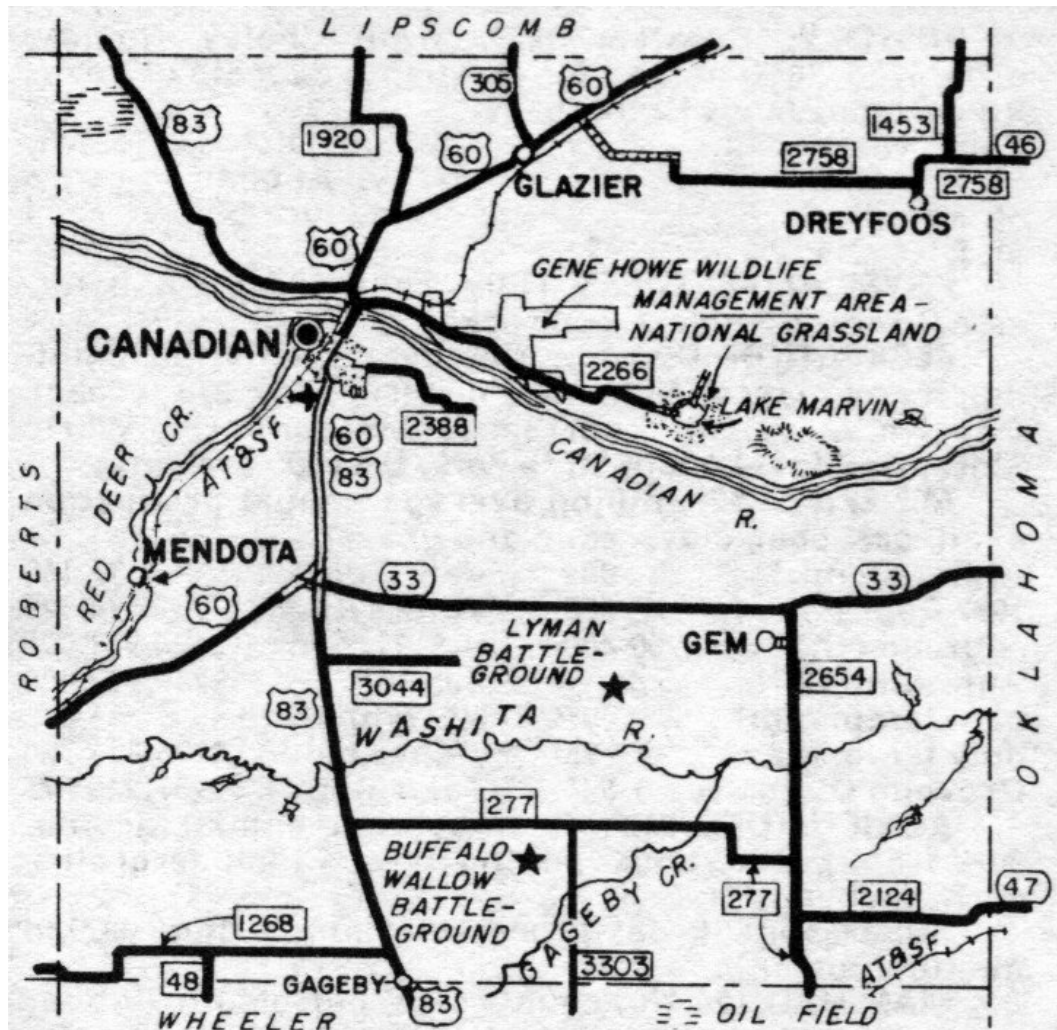 LIPSCOMB
83
1920
305
60
60
1453
46
2758
2758
GLAZIER
DREYFOOS
60
GENE HOWE WILDLIFE
MANAGEMENT AREA-
NATIONAL GRASSLAND
CANADIAN
2266
LAKE MARVIN
2388
60
83
RED DEER CR.
AT&SF
CANADIAN R.
ROBERTS
OKLAHOMA
MENDOTA
60
33
33
LYMAN
BATTLE-
GROUND
GEM
3044
2654
83
WASHITA R.
277
BUFFALO
WALLOW
BATTLE-
GROUND
GAGEBY CR.
277
2124
47
1268
48
GAGEBY
83
3303
AT&SF
WHEELER
OIL FIELD